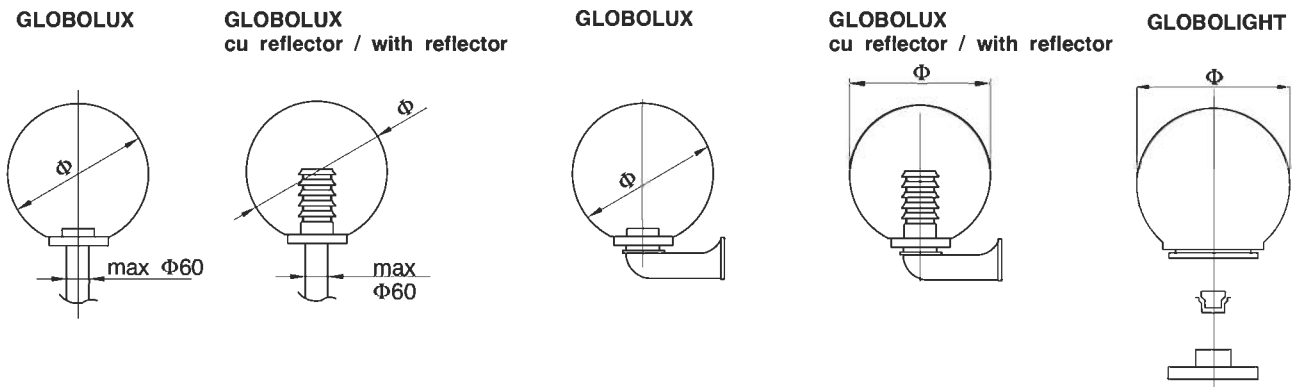 GLOBOLUX
GLOBOLUX
cu reflector / with reflector
GLOBOLUX
GLOBOLUX
cu reflector / with reflector
GLOBOLIGHT
Φ
Φ
Φ
Φ
Φ
max Φ60
max
Φ60